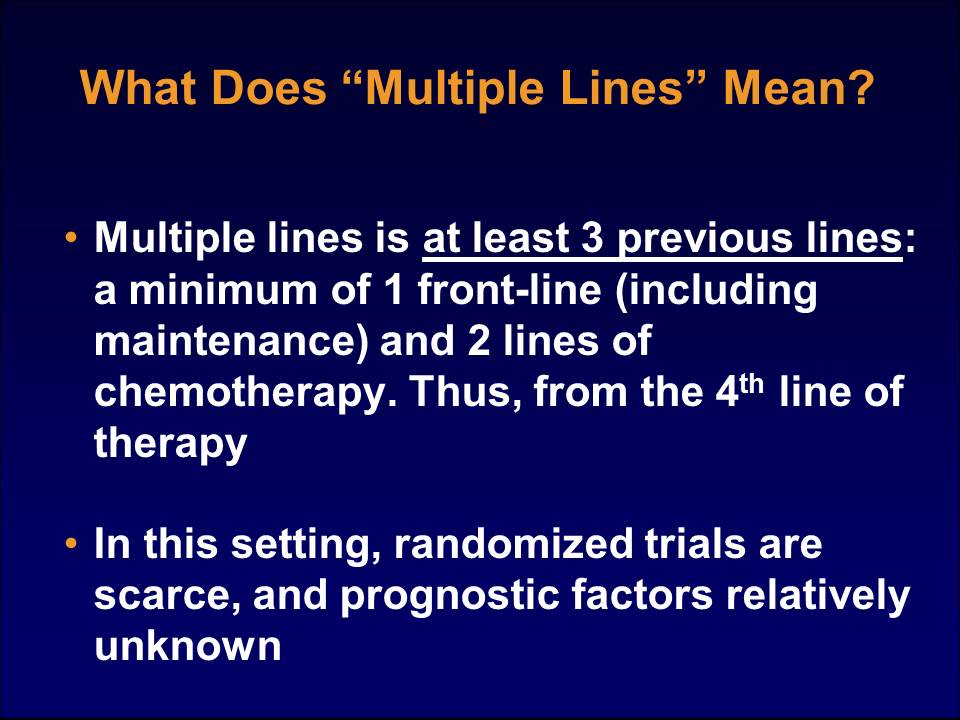 What Does “Multiple Lines” Mean?
• Multiple lines is at least 3 previous lines:
a minimum of 1 front-line (including
maintenance) and 2 lines of
chemotherapy. Thus, from the 4th line of
therapy
• In this setting, randomized trials are
scarce, and prognostic factors relatively
unknown